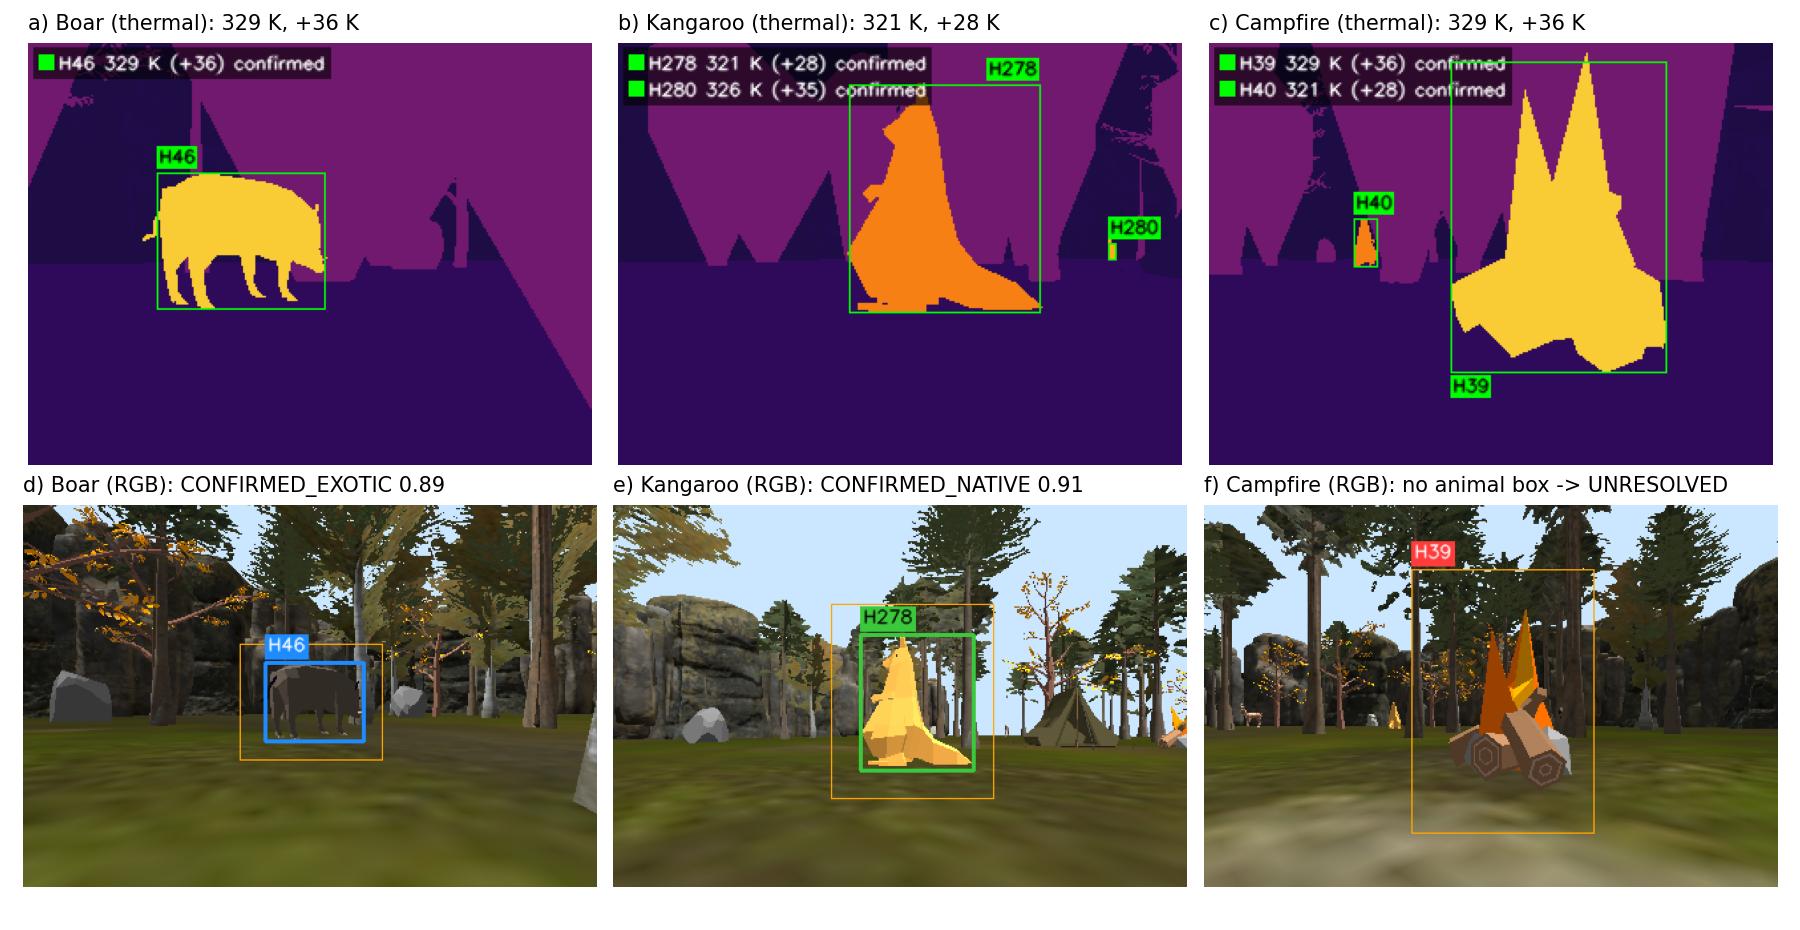 a) Boar (thermal): 329 K, +36 K
H46 329 K (+36) confirmed
H46
b) Kangaroo (thermal): 321 K, +28 K
H278 321 K (+28) confirmed
H280 326 K (+35) confirmed
H278
H280
c) Campfire (thermal): 329 K, +36 K
H39 329 K (+36) confirmed
H40 321 K (+28) confirmed
H40
H39
d) Boar (RGB): CONFIRMED_EXOTIC 0.89
H46
e) Kangaroo (RGB): CONFIRMED_NATIVE 0.91
H278
f) Campfire (RGB): no animal box -> UNRESOLVED
H39